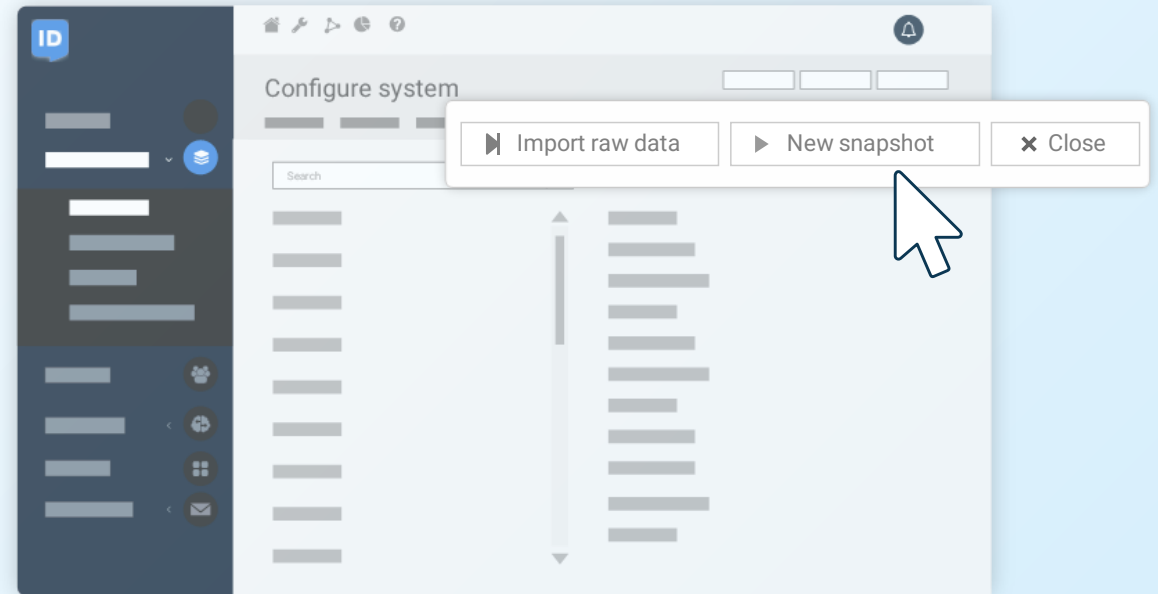 ID
Configure system
Import raw data
New snapshot
Close
Search